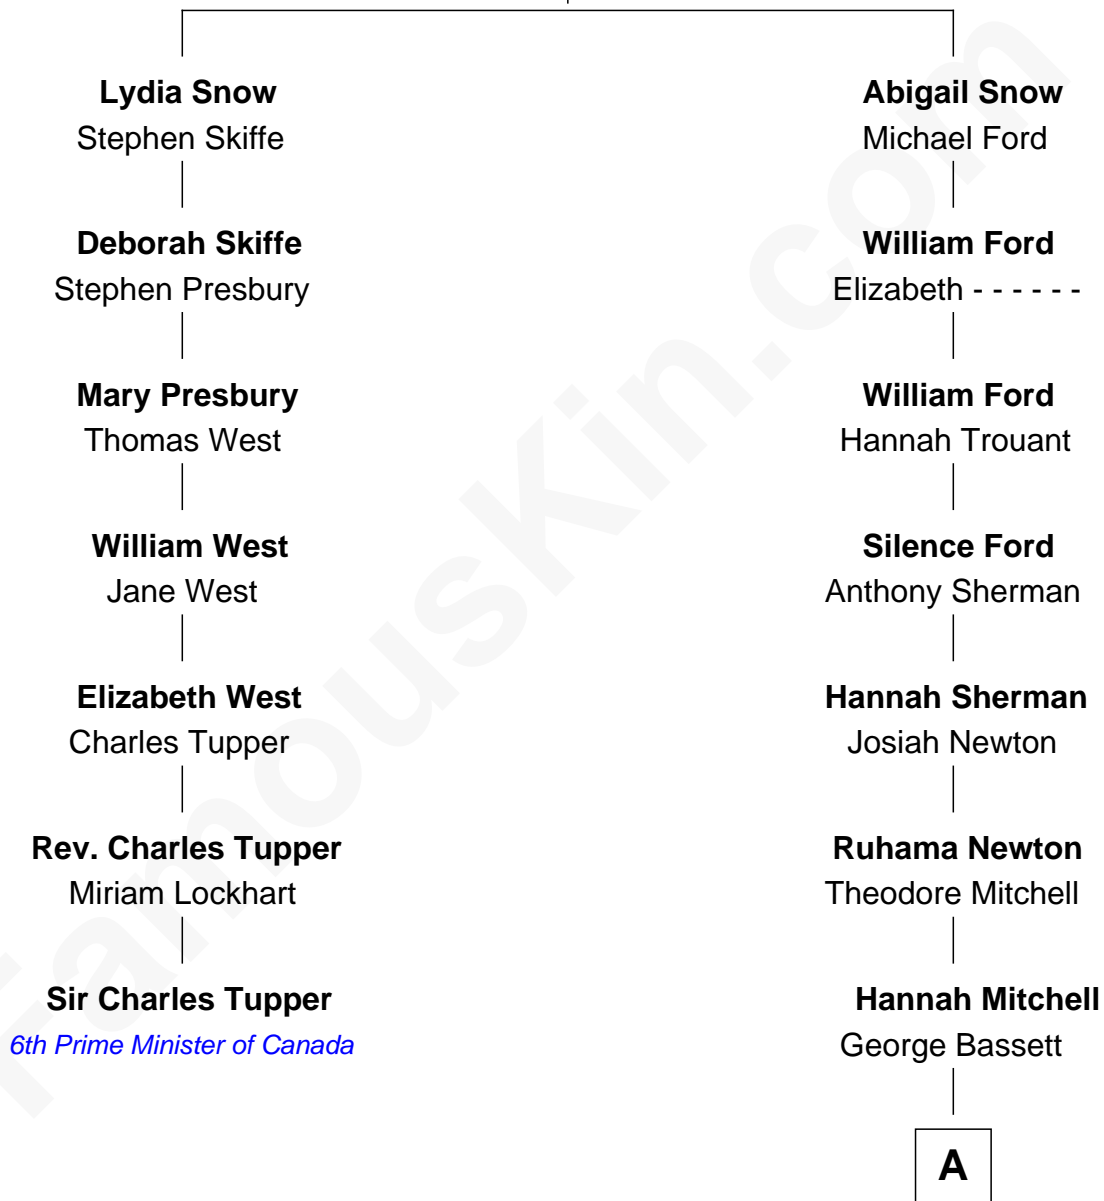 Lydia Snow
Stephen Skiffe
Deborah Skiffe
Stephen Presbury
Mary Presbury
Thomas West
William West
Jane West
Elizabeth West
Charles Tupper
Rev. Charles Tupper
Miriam Lockhart
Sir Charles Tupper
6th Prime Minister of Canada
Abigail Snow
Michael Ford
William Ford
Elizabeth - - - - - -
William Ford
Hannah Trouant
Silence Ford
Anthony Sherman
Hannah Sherman
Josiah Newton
Ruhama Newton
Theodore Mitchell
Hannah Mitchell
George Bassett
A
FamousKin.com